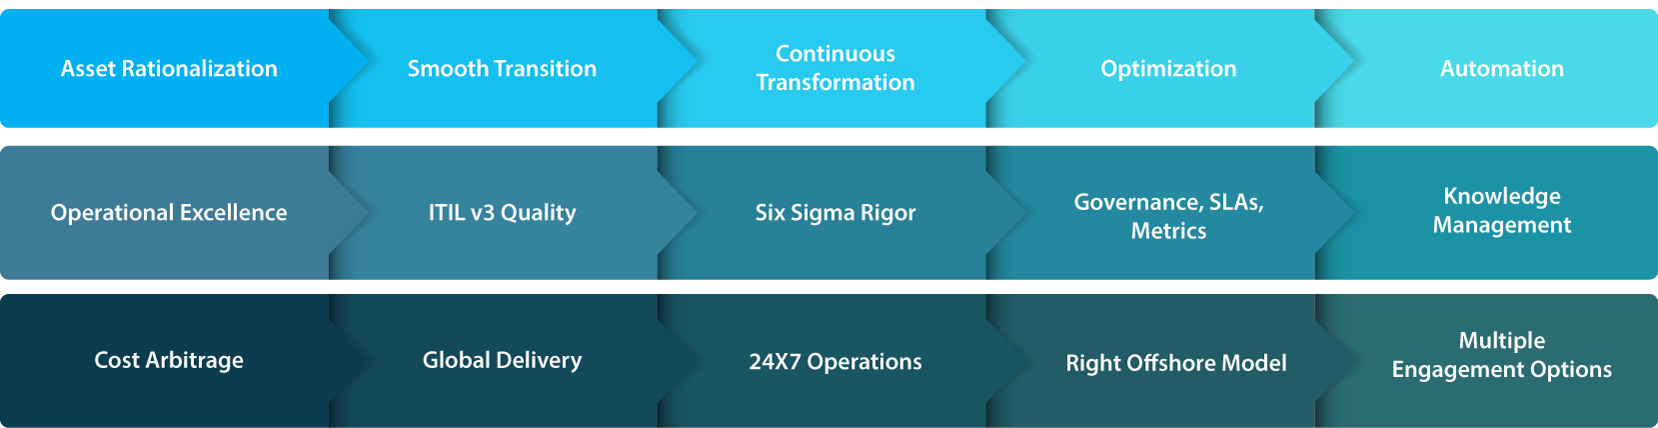 Asset Rationalization
Smooth Transition
Continuous
Transformation
Optimization
Automation
Operational Excellence
ITIL v3 Quality
Six Sigma Rigor
Governance, SLAs,
Metrics
Knowledge
Management
Cost Arbitrage
Global Delivery
24X7 Operations
Right Offshore Model
Multiple
Engagement Options